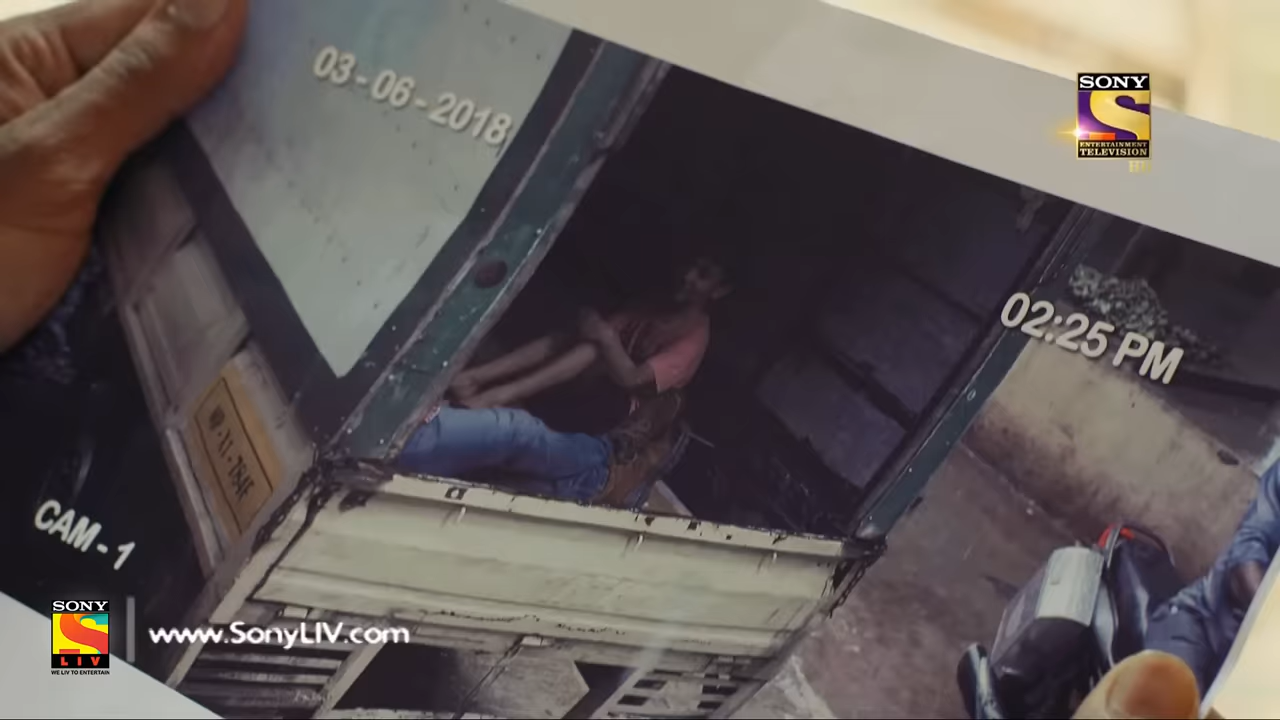 03-06-2018
SONY
ENTERTAINMENT
TELEVISION
HD
02:25 PM
CAM-1
SONY
LIV
WE LIV TO ENTERTAIN
www.SonyLIV.com